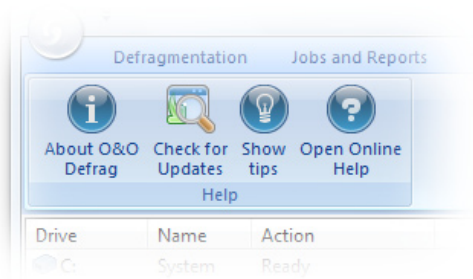 Defragmentation Jobs and Reports
About O&O Defrag
Check for Updates
Show tips
Open Online Help
Help
Drive Name Action
C: System Ready